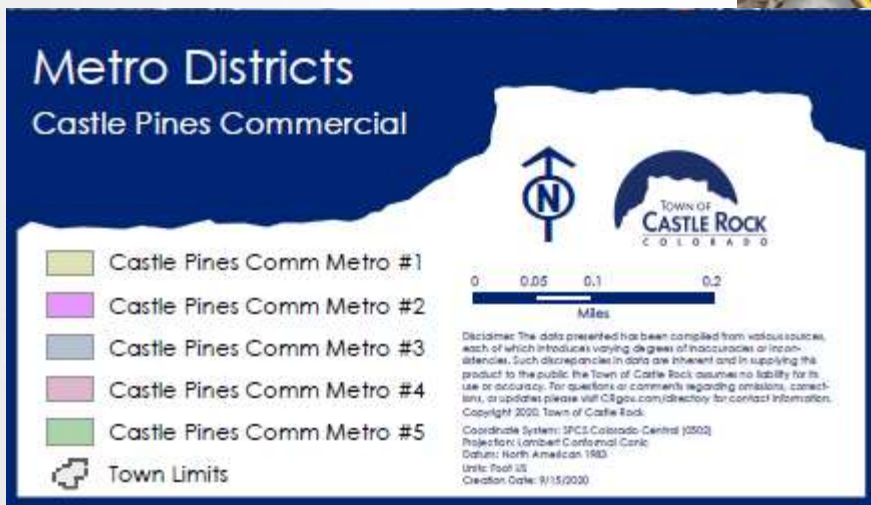 Metro Districts
Castle Pines Commercial
N
TOWN OF
CASTLE ROCK
COLORADO
Castle Pines Comm Metro #1
Castle Pines Comm Metro #2
Castle Pines Comm Metro #3
Castle Pines Comm Metro #4
Castle Pines Comm Metro #5
Town Limits
0 0.05 0.1 0.2
Miles
Disclaimer: The data presented has been compiled from various sources,
each of which introduces varying degrees of inaccuracies or incon-
sistencies. Such discrepancies in data are inherent and in supplying this
product to the public the Town of Castle Rock assumes no liability for its
use or accuracy. For questions or comments regarding omissions, correct-
ions, or updates please visit CRgov.com/directory for contact information.
Copyright 2020, Town of Castle Rock
Coordinate System: SPCS Colorado Central (0502)
Projection: Lambert Conformal Conic
Datum: North American 1983
Units: Foot US
Creation Date: 9/15/2020